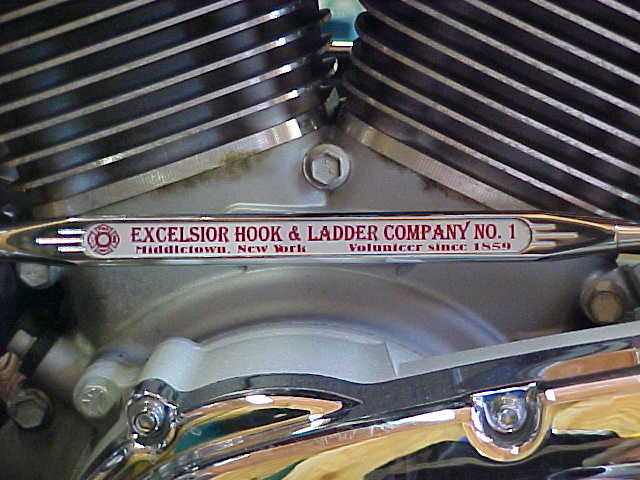 EXCELSIOR HOOK & LADDER COMPANY NO. 1
Middletown, New York Volunteer since 1859